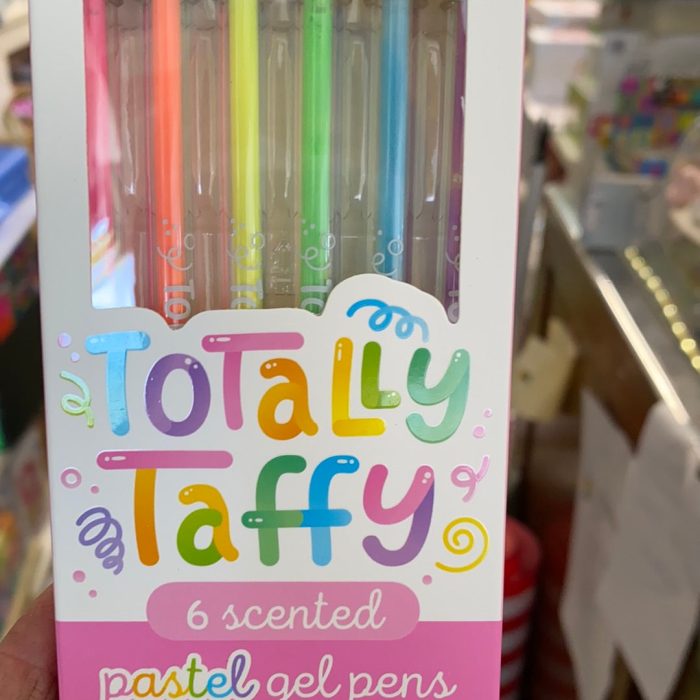 Totally
Taffy
6 scented
pastel gel pens